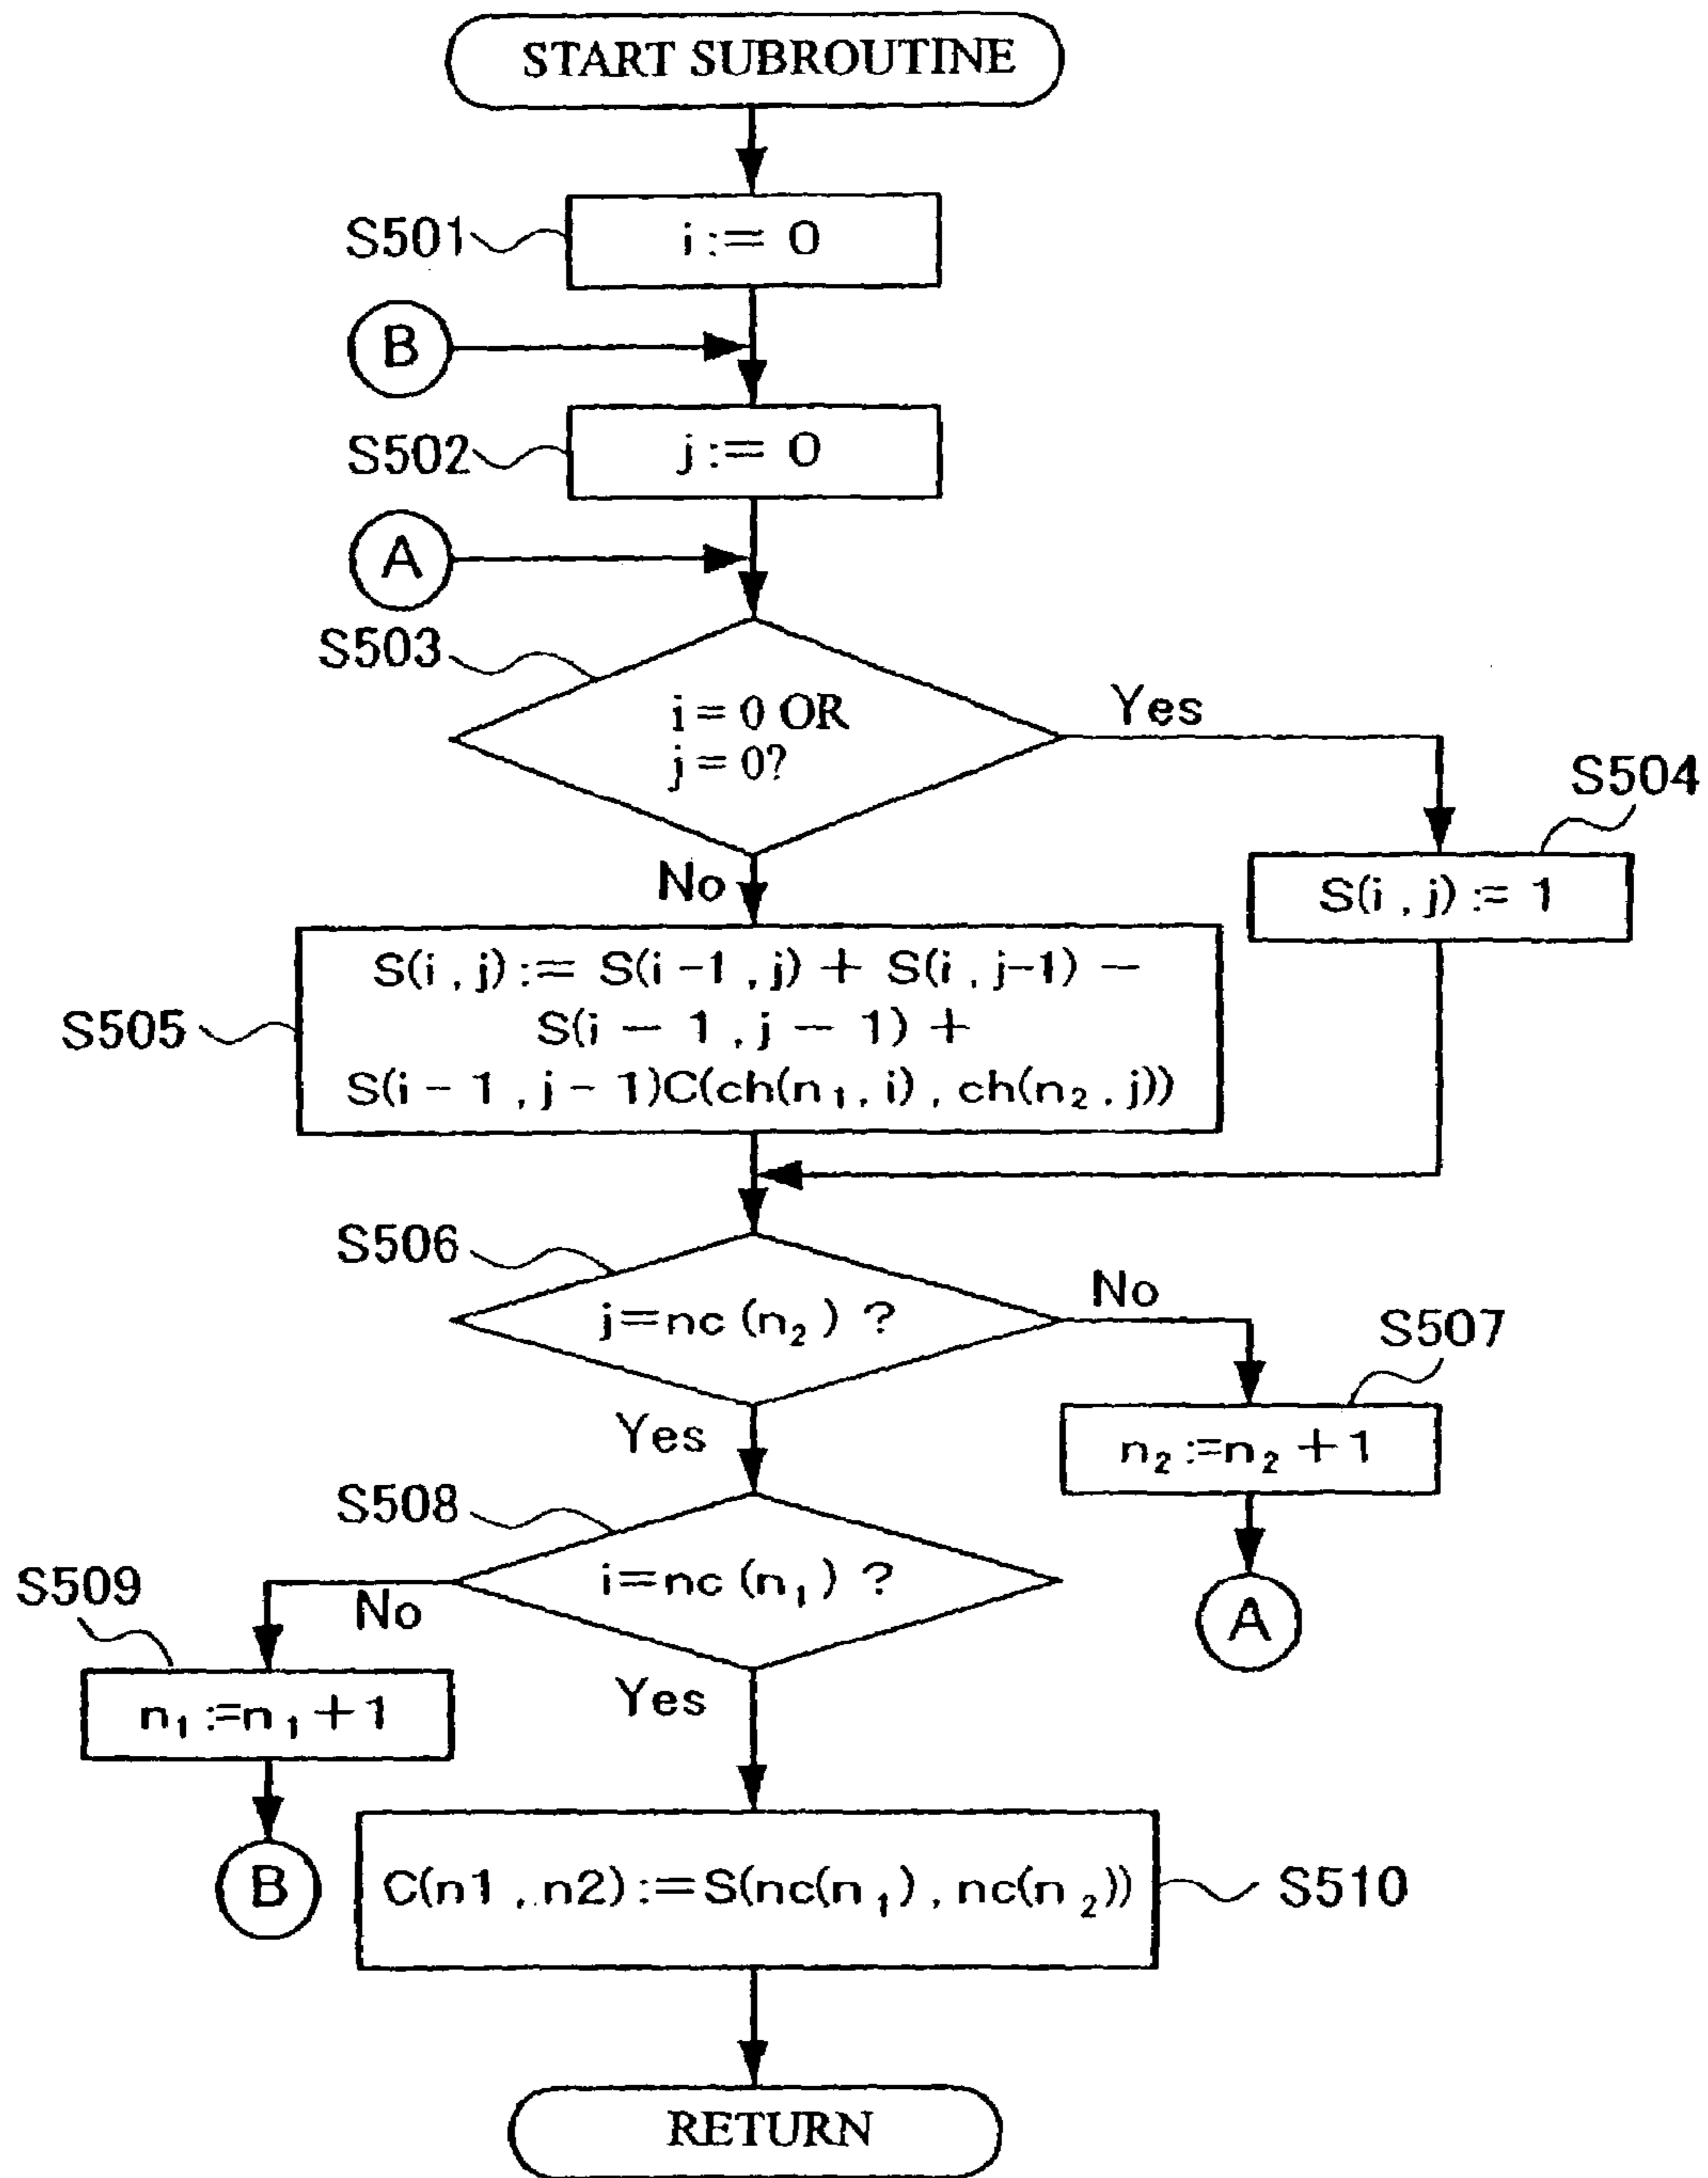 START SUBROUTINE
S501
i := 0
B
S502
j := 0
A
S503
i = 0 OR
j = 0?
Yes
S504
S(i , j) := 1
No
S505
S(i , j) := S(i -1 , j) + S(i , j-1) −
S(i − 1 , j − 1) +
S(i - 1 , j - 1)C(ch(n₁, i) , ch(n₂ , j))
S506
j=nc (n₂) ?
No
S507
n₂ :=n₂ +1
A
Yes
S508
i=nc (n₁) ?
No
S509
n₁ :=n₁ +1
B
Yes
C(n1 , n2) :=S(nc(n₁) , nc(n₂))
S510
RETURN